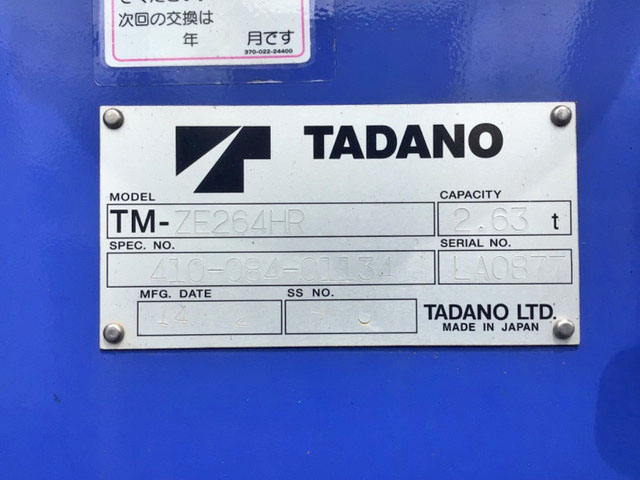 次回の交換は
年 月です
370-022-24400
TADANO
MODEL CAPACITY
TM-ZE264HR 2.63 t
SPEC. NO. SERIAL NO.
410-084-01134 LA0877
MFG. DATE SS NO.
14
TADANO LTD.
MADE IN JAPAN